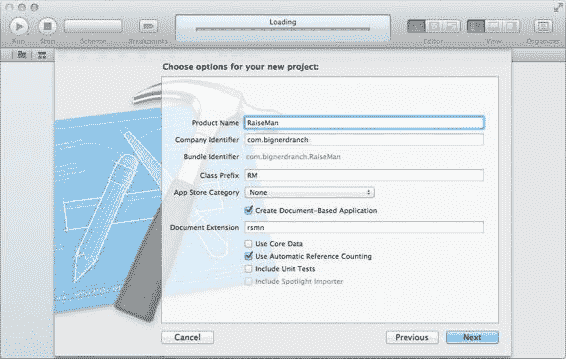 Loading
Run Stop Scheme Breakpoints Editor View Organizer
Choose options for your new project:
Product Name RaiseMan
Company Identifier com.bignerdranch
Bundle Identifier com.bignerdranch.RaiseMan
Class Prefix RM
App Store Category None
Create Document-Based Application
Document Extension rsmn
Use Core Data
Use Automatic Reference Counting
Include Unit Tests
Include Spotlight Importer
Cancel Previous Next